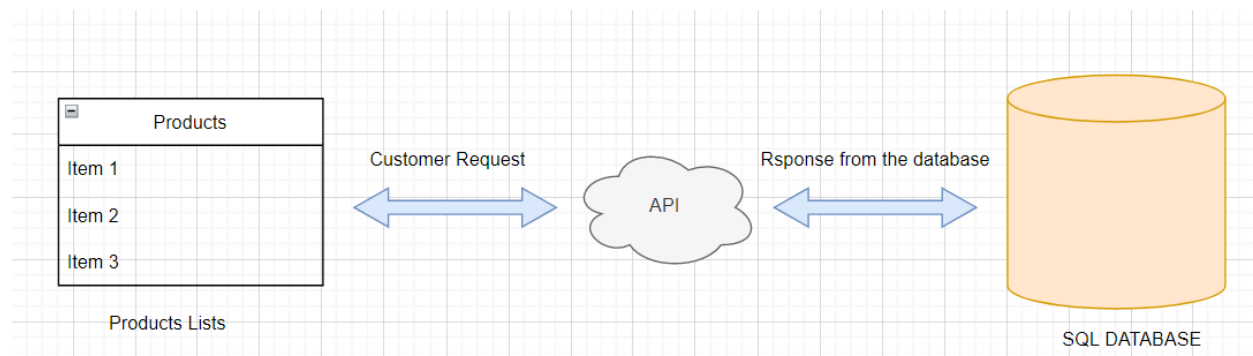 Products
Item 1
Item 2
Item 3
Products Lists
Customer Request
API
Rsponse from the database
SQL DATABASE